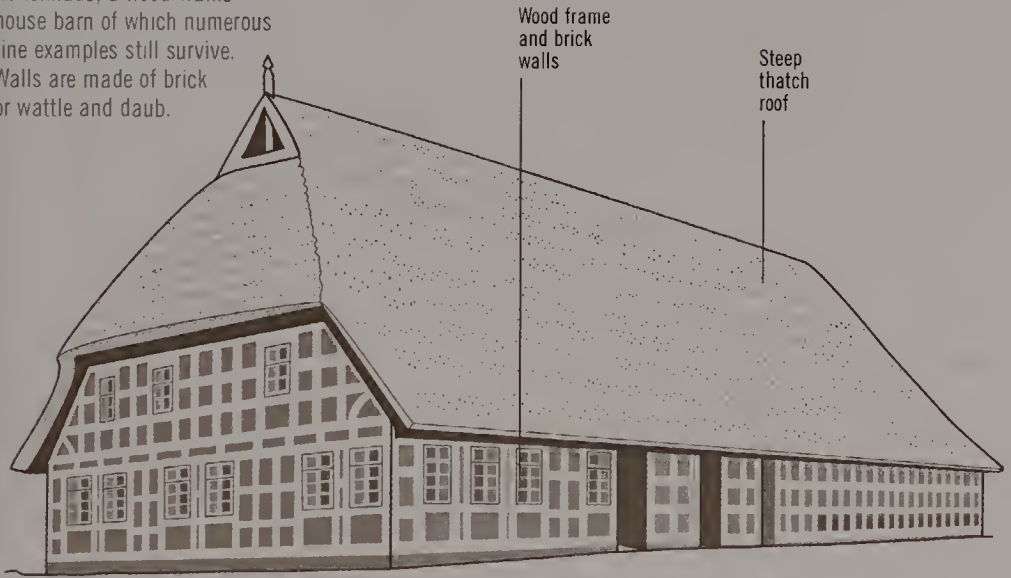 house barn of which numerous
ine examples still survive.
Walls are made of brick
or wattle and daub.
Wood frame
and brick
walls
Steep
thatch
roof